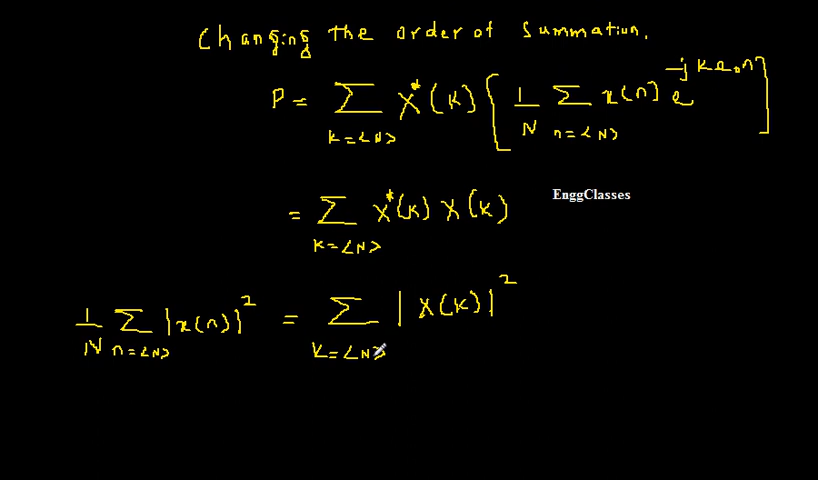 Changing the order of summation.
P = ∑ X*(k) [ 1/N ∑ x(n) e^{-jkΩ₀n} ]
k=<N> n=<N>
EnggClasses
= ∑ X*(k) X(k)
k=<N>
1/N ∑ |x(n)|² = ∑ |X(k)|²
n=<N> k=<N>